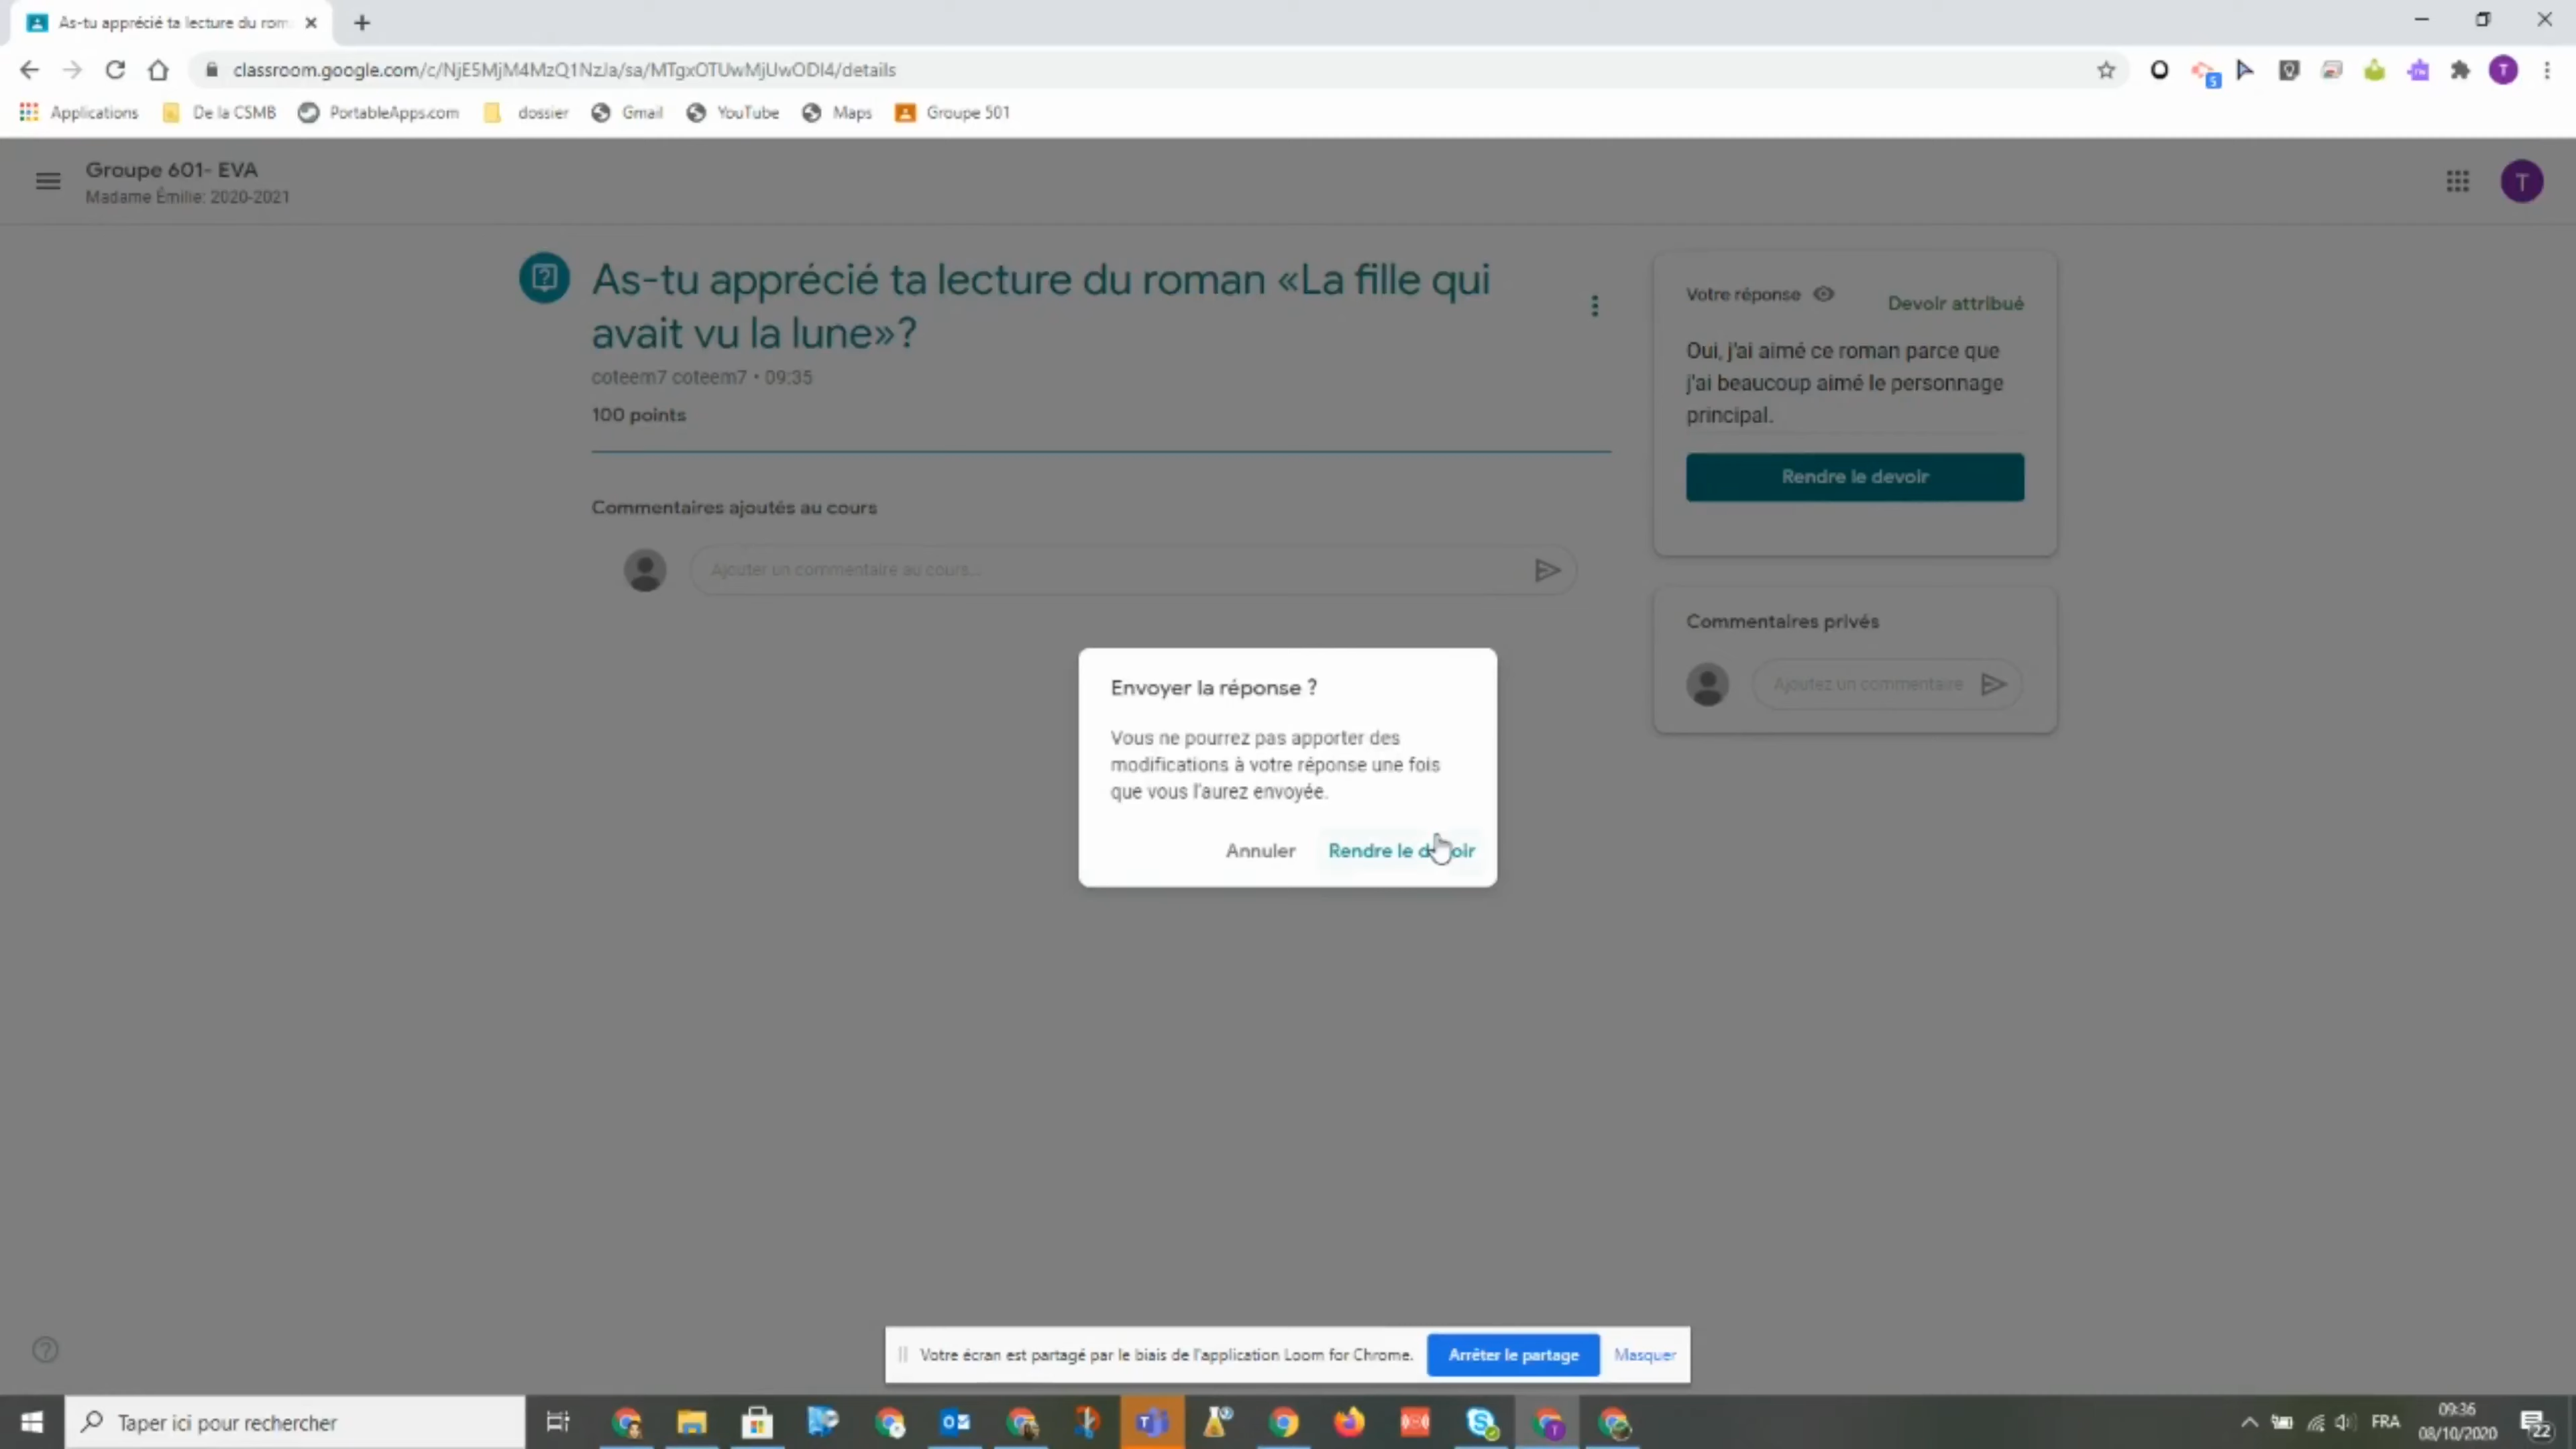 As-tu apprécié ta lecture du rom
classroom.google.com/c/NjE5MjM4MzQ1NzJa/sa/MTgxOTUwMjUwODI4/details
5
T
Applications De la CSMB PortableApps.com dossier Gmail YouTube Maps Groupe 501
Groupe 601- EVA
Madame Émilie: 2020-2021
T
As-tu apprécié ta lecture du roman «La fille qui
avait vu la lune»?
coteem7 coteem7 • 09:35
100 points
Commentaires ajoutés au cours
Ajouter un commentaire au cours...
Votre réponse
Devoir attribué
Oui, j'ai aimé ce roman parce que
j'ai beaucoup aimé le personnage
principal.
Rendre le devoir
Commentaires privés
Ajoutez un commentaire
Envoyer la réponse ?
Vous ne pourrez pas apporter des
modifications à votre réponse une fois
que vous l'aurez envoyée.
Annuler
Rendre le d oir
Votre écran est partagé par le biais de l'application Loom for Chrome.
Arrêter le partage
Masquer
Taper ici pour rechercher
FRA
09:36
08/10/2020
22